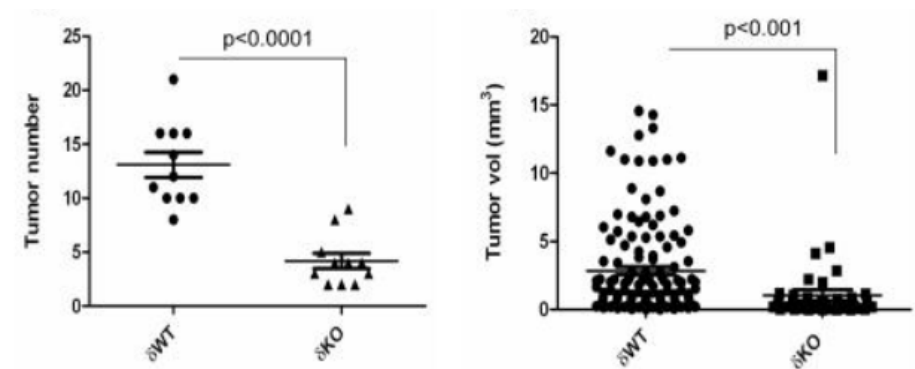 25
20
15
10
5
0
Tumor number
p<0.0001
δWT
δKO
20
15
10
5
0
Tumor vol (mm³)
p<0.001
δWT
δKO